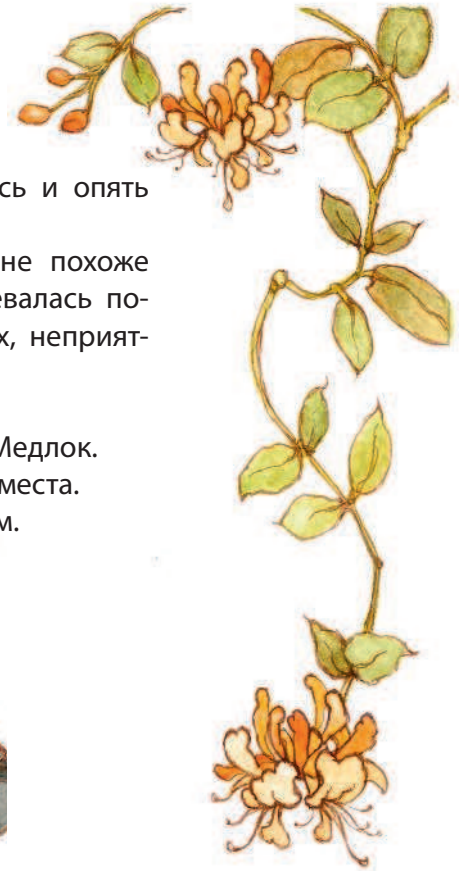 сь и опять
не похоже
евалась по-
х, неприят-
Медлок.
места.
м.